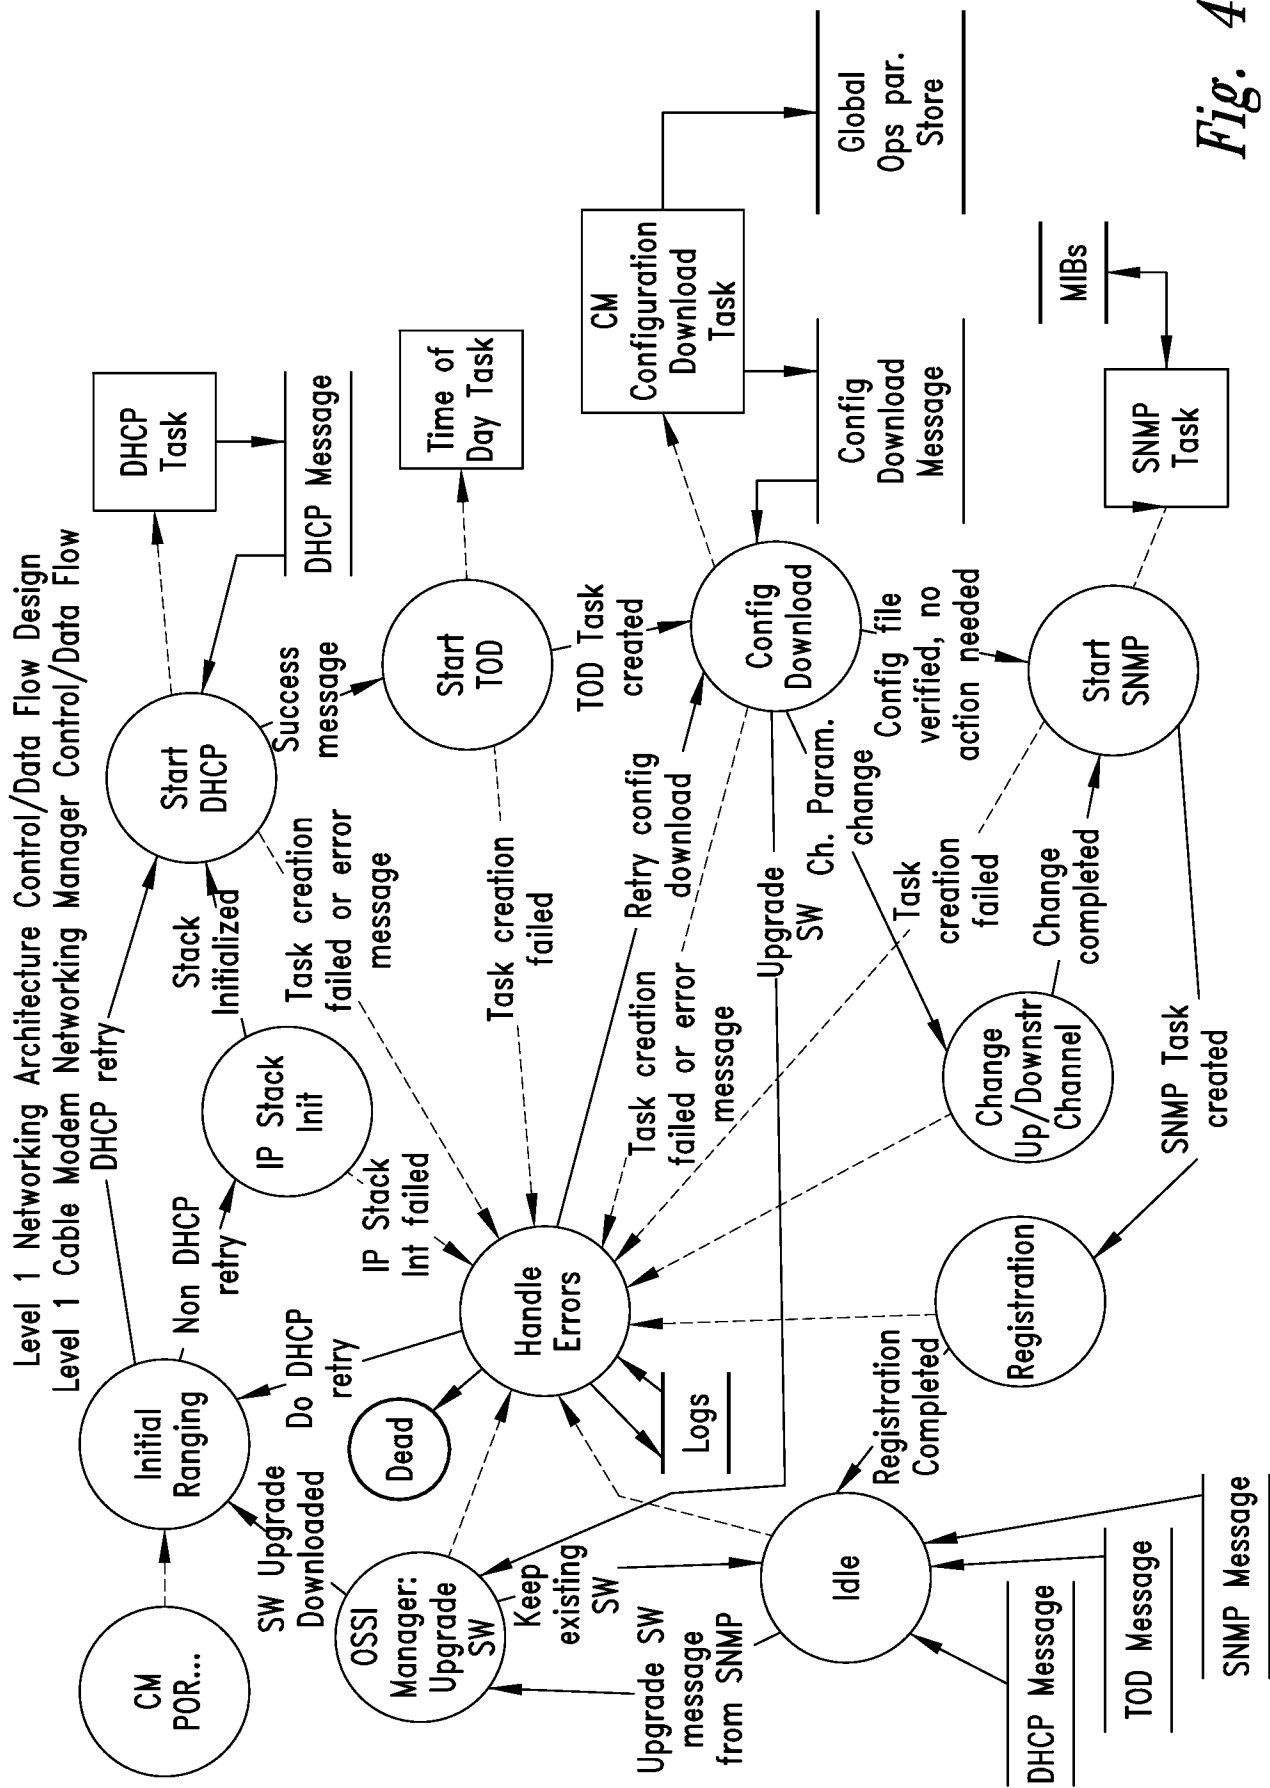 Level 1 Networking Architecture Control/Data Flow Design
Level 1 Cable Modem Networking Manager Control/Data Flow
CM
POR...
Initial
Ranging
DHCP retry
Non DHCP
retry
IP Stack
Init
Stack
Initialized
Start
DHCP
DHCP
Task
DHCP Message
SW Upgrade
Downloaded
Do DHCP
retry
IP Stack
Int failed
Task creation
failed or error
message
Success
message
Start
TOD
Time of
Day Task
OSSI
Manager:
Upgrade
SW
Dead
Handle
Errors
Task creation
failed
TOD Task
created
Keep
existing
SW
Logs
Retry config
download
Task creation
failed or error
message
Config
Download
CM
Configuration
Download
Task
Global
Ops par.
Store
Config
Download
Message
Upgrade
SW
Ch. Param.
change
Config file
verified, no
action needed
Upgrade SW
message
from SNMP
Idle
Registration
Completed
Registration
Change
Up/Downstr
Channel
Task
creation
failed
Change
completed
Start
SNMP
SNMP
Task
MIBs
SNMP Task
created
DHCP Message
TOD Message
SNMP Message
Fig. 4